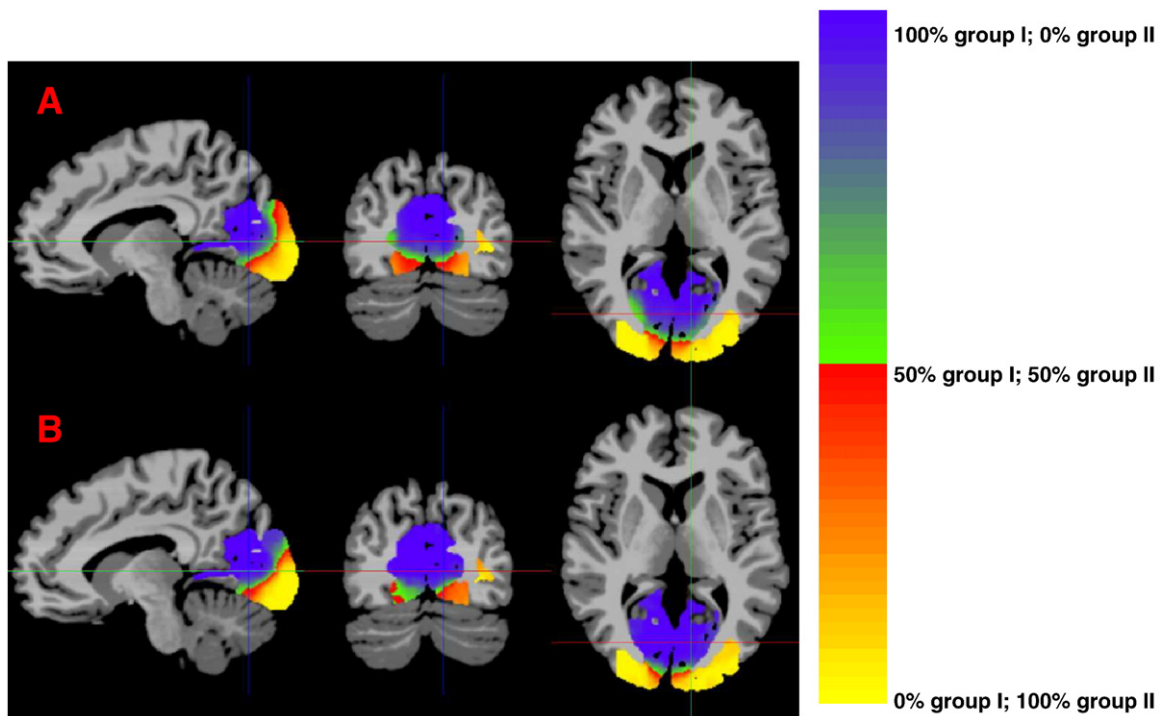 A
B
100% group I; 0% group II
50% group I; 50% group II
0% group I; 100% group II